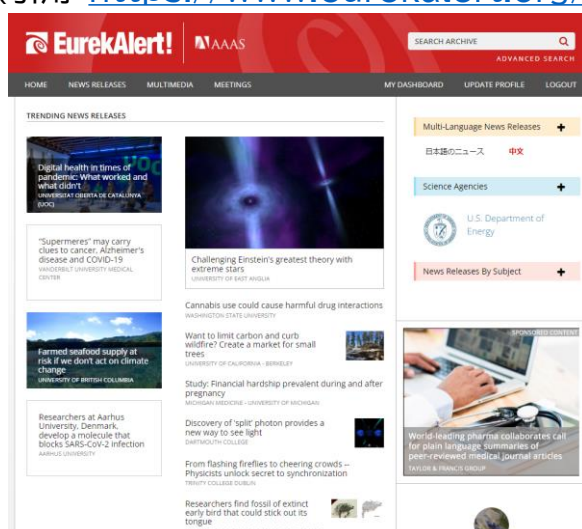 https://www.eurekalert.org/
EurekAlert!
AAAS
SEARCH ARCHIVE
ADVANCED SEARCH
HOME NEWS RELEASES MULTIMEDIA MEETINGS MY DASHBOARD UPDATE PROFILE LOGOUT
TRENDING NEWS RELEASES
Digital health in times of
pandemic: What worked and
what didn't
UNIVERSITAT OBERTA DE CATALUNYA
(UOC)
"Supermeres" may carry
clues to cancer, Alzheimer's
disease and COVID-19
VANDERBILT UNIVERSITY MEDICAL
CENTER
Farmed seafood supply at
risk if we don't act on climate
change
UNIVERSITY OF BRITISH COLUMBIA
Researchers at Aarhus
University, Denmark,
develop a molecule that
blocks SARS-CoV-2 infection
AARHUS UNIVERSITY
Challenging Einstein's greatest theory with
extreme stars
UNIVERSITY OF EAST ANGLIA
Cannabis use could cause harmful drug interactions
WASHINGTON STATE UNIVERSITY
Want to limit carbon and curb
wildfire? Create a market for small
trees
UNIVERSITY OF CALIFORNIA - BERKELEY
Study: Financial hardship prevalent during and after
pregnancy
MICHIGAN MEDICINE - UNIVERSITY OF MICHIGAN
Discovery of 'split' photon provides a
new way to see light
DARTMOUTH COLLEGE
From flashing fireflies to cheering crowds --
Physicists unlock secret to synchronization
TRINITY COLLEGE DUBLIN
Researchers find fossil of extinct
early bird that could stick out its
tongue
Multi-Language News Releases +
日本語のニュース 中文
Science Agencies +
U.S. Department of
Energy
News Releases By Subject +
SPONSORED CONTENT
World-leading pharma collaborates call
for plain language summaries of
peer-reviewed medical journal articles
TAYLOR & FRANCIS GROUP